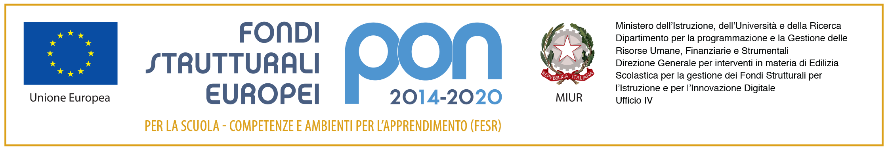 Unione Europea
FONDI
STRUTTURALI
EUROPEI
pon
2014-2020
PER LA SCUOLA - COMPETENZE E AMBIENTI PER L'APPRENDIMENTO (FESR)
MIUR
Ministero dell'Istruzione, dell'Università e della Ricerca
Dipartimento per la programmazione e la Gestione delle
Risorse Umane, Finanziarie e Strumentali
Direzione Generale per interventi in materia di Edilizia
Scolastica per la gestione dei Fondi Strutturali per
l'Istruzione e per l'Innovazione Digitale
Ufficio IV